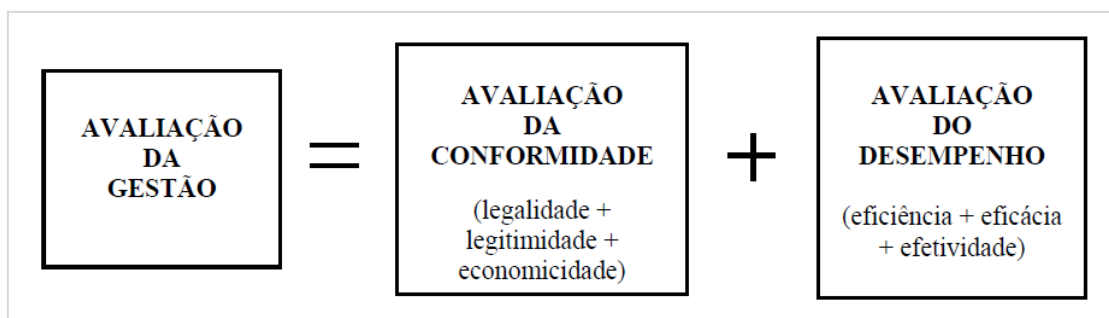 AVALIAÇÃO
DA
GESTÃO
=
AVALIAÇÃO
DA
CONFORMIDADE
(legalidade +
legitimidade +
economicidade)
+
AVALIAÇÃO
DO
DESEMPENHO
(eficiência + eficácia
+ efetividade)